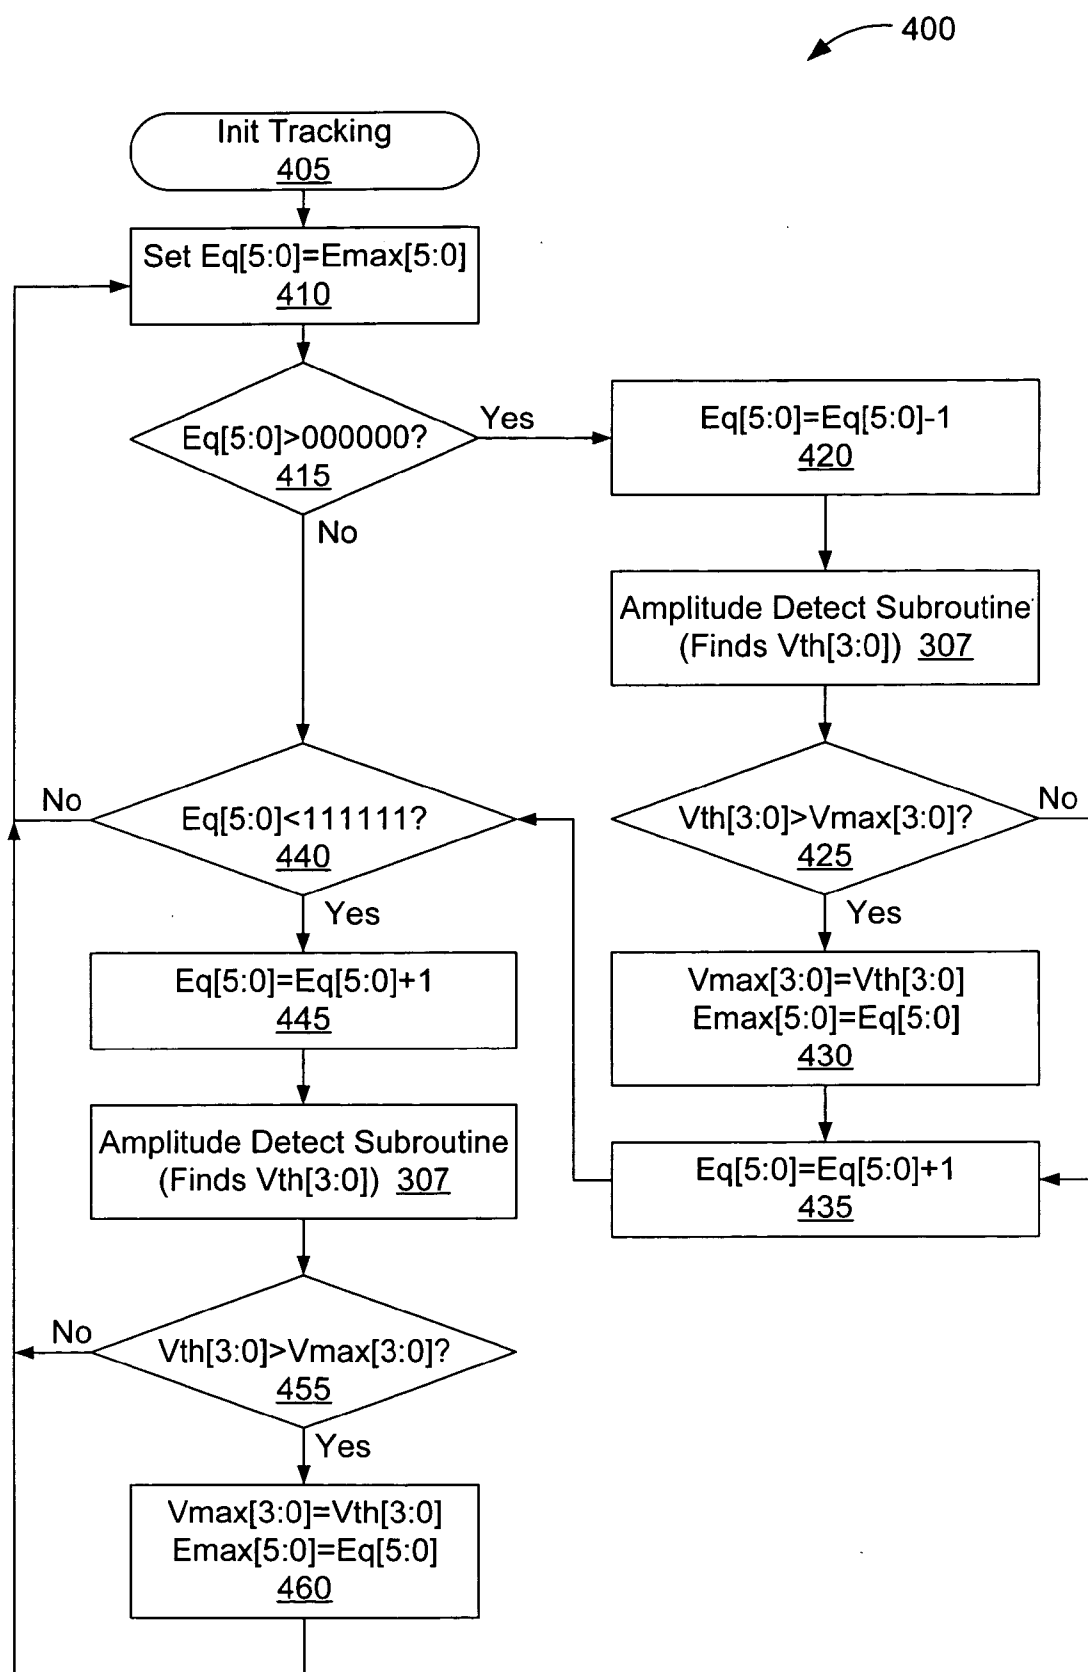 400
Init Tracking
405
Set Eq[5:0]=Emax[5:0]
410
Eq[5:0]>000000?
415
Yes
No
Eq[5:0]=Eq[5:0]-1
420
Amplitude Detect Subroutine
(Finds Vth[3:0]) 307
Vth[3:0]>Vmax[3:0]?
425
No
Yes
Vmax[3:0]=Vth[3:0]
Emax[5:0]=Eq[5:0]
430
Eq[5:0]=Eq[5:0]+1
435
Eq[5:0]<111111?
440
No
Yes
Eq[5:0]=Eq[5:0]+1
445
Amplitude Detect Subroutine
(Finds Vth[3:0]) 307
Vth[3:0]>Vmax[3:0]?
455
No
Yes
Vmax[3:0]=Vth[3:0]
Emax[5:0]=Eq[5:0]
460